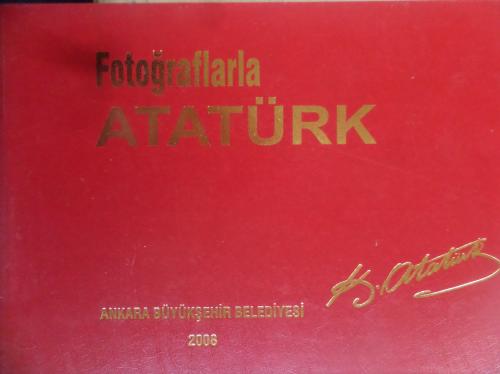 Fotoğraflarla
ATATÜRK
K. Atatürk
ANKARA BÜYÜKŞEHİR BELEDİYESİ
2006